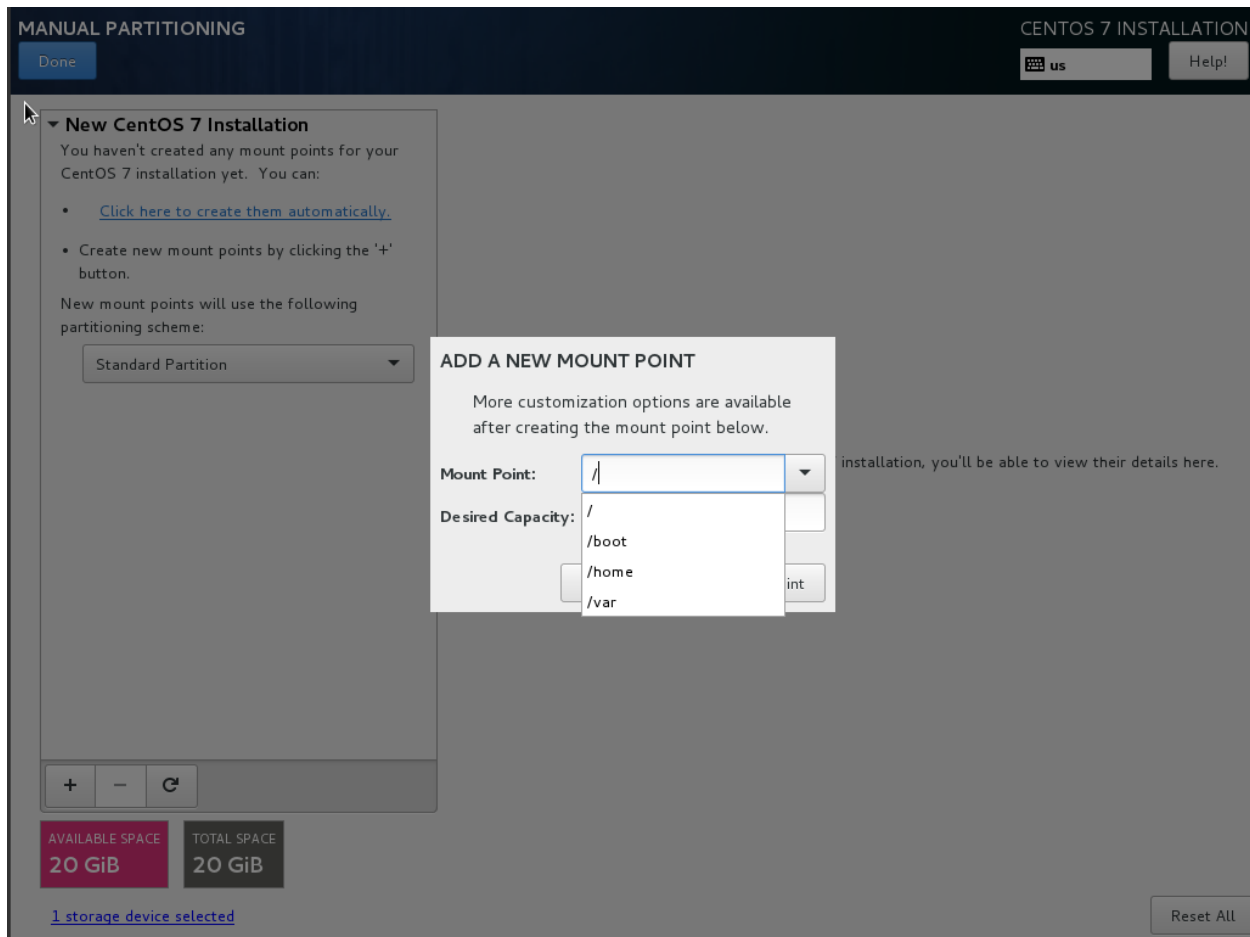 MANUAL PARTITIONING
CENTOS 7 INSTALLATION
Done
us
Help!
New CentOS 7 Installation
You haven't created any mount points for your
CentOS 7 installation yet. You can:
• Click here to create them automatically.
• Create new mount points by clicking the '+'
button.
New mount points will use the following
partitioning scheme:
Standard Partition
ADD A NEW MOUNT POINT
More customization options are available
after creating the mount point below.
Mount Point: /
installation, you'll be able to view their details here.
Desired Capacity:
/
/boot
/home
/var
int
+ − 
AVAILABLE SPACE
20 GiB
TOTAL SPACE
20 GiB
1 storage device selected
Reset All